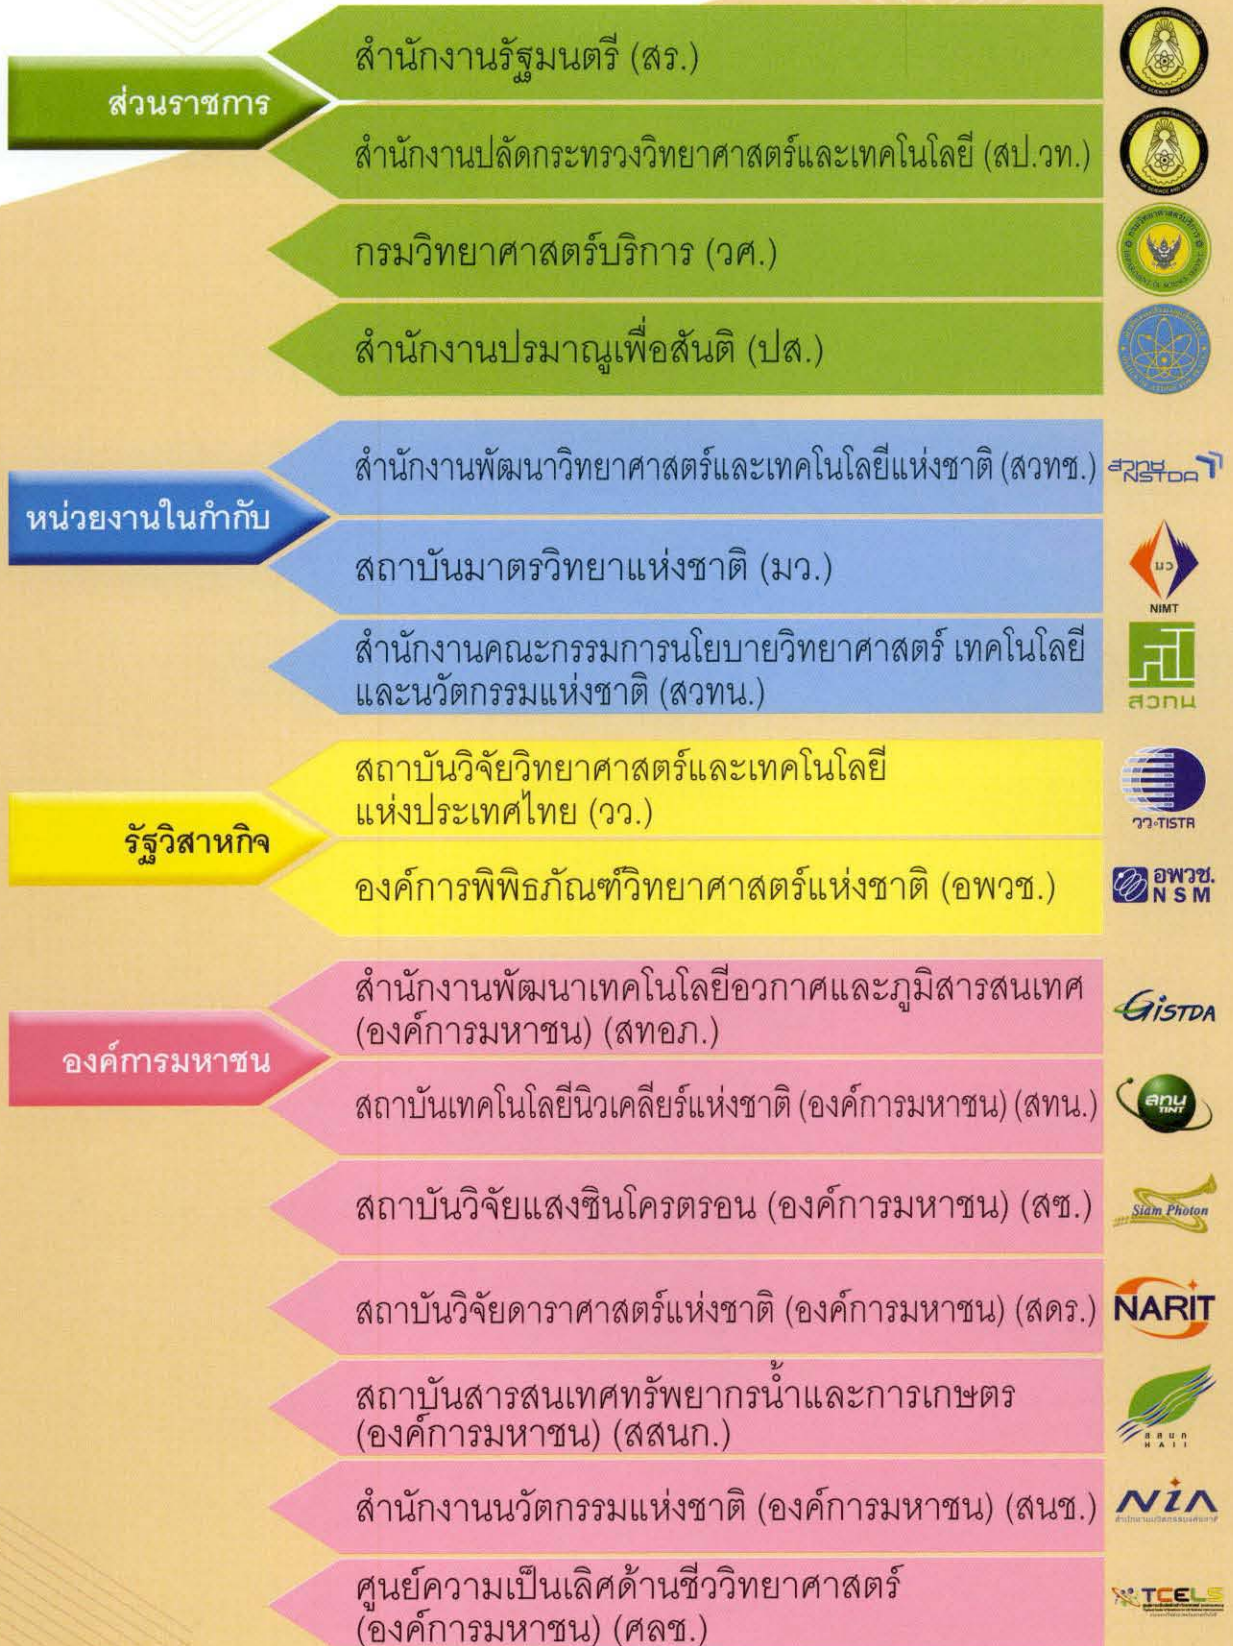 ส่วนราชการ
สำนักงานรัฐมนตรี (สร.)
สำนักงานปลัดกระทรวงวิทยาศาสตร์และเทคโนโลยี (สป.วท.)
กรมวิทยาศาสตร์บริการ (วศ.)
สำนักงานปรมาณูเพื่อสันติ (ปส.)
หน่วยงานในกำกับ
สำนักงานพัฒนาวิทยาศาสตร์และเทคโนโลยีแห่งชาติ (สวทช.)
สวทช
NSTDA
สถาบันมาตรวิทยาแห่งชาติ (มว.)
มว
NIMT
สำนักงานคณะกรรมการนโยบายวิทยาศาสตร์ เทคโนโลยี
และนวัตกรรมแห่งชาติ (สวทน.)
สวทน
รัฐวิสาหกิจ
สถาบันวิจัยวิทยาศาสตร์และเทคโนโลยี
แห่งประเทศไทย (วว.)
วว•TISTR
องค์การพิพิธภัณฑ์วิทยาศาสตร์แห่งชาติ (อพวช.)
อพวช.
NSM
องค์การมหาชน
สำนักงานพัฒนาเทคโนโลยีอวกาศและภูมิสารสนเทศ
(องค์การมหาชน) (สทอภ.)
GISTDA
สถาบันเทคโนโลยีนิวเคลียร์แห่งชาติ (องค์การมหาชน) (สทน.)
สทน
TINT
สถาบันวิจัยแสงซินโครตรอน (องค์การมหาชน) (สซ.)
Siam Photon
สถาบันวิจัยดาราศาสตร์แห่งชาติ (องค์การมหาชน) (สดร.)
NARIT
สถาบันสารสนเทศทรัพยากรน้ำและการเกษตร
(องค์การมหาชน) (สสนก.)
สสนก
HAII
สำนักงานนวัตกรรมแห่งชาติ (องค์การมหาชน) (สนช.)
NiA
สำนักงานนวัตกรรมแห่งชาติ
ศูนย์ความเป็นเลิศด้านชีววิทยาศาสตร์
(องค์การมหาชน) (ศลช.)
TCELS